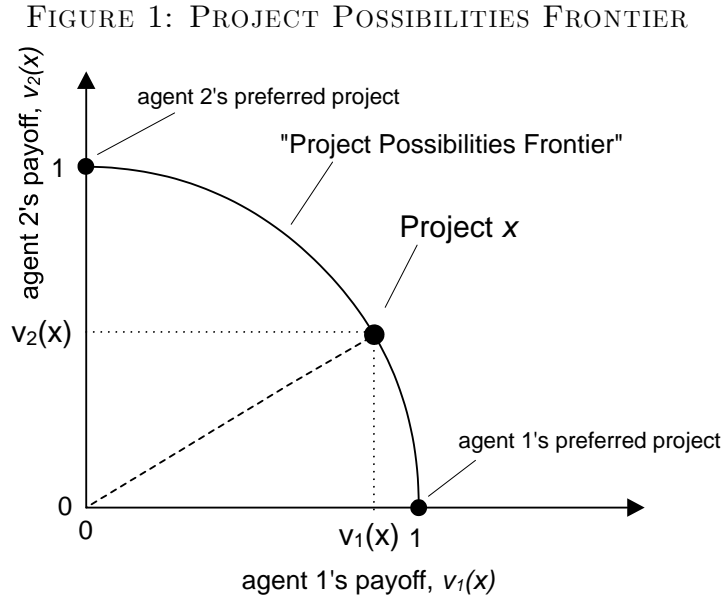 FIGURE 1: PROJECT POSSIBILITIES FRONTIER
agent 2's payoff, v₂(x)
agent 2's preferred project
"Project Possibilities Frontier"
1
Project x
v₂(x)
agent 1's preferred project
0
0
v₁(x)
1
agent 1's payoff, v₁(x)